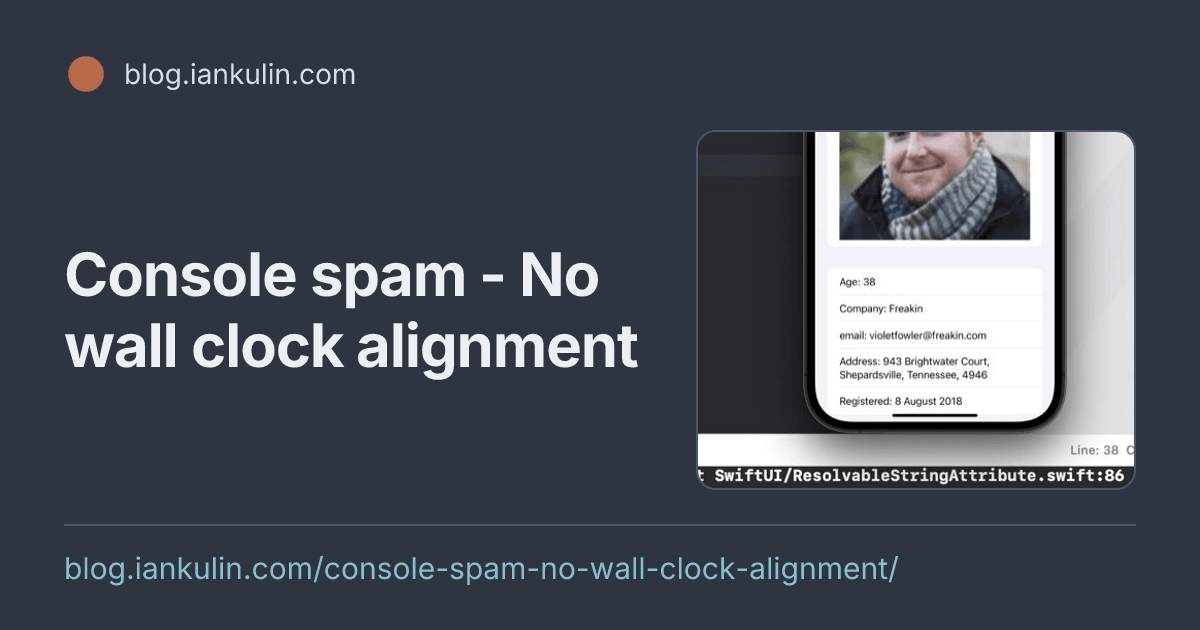 blog.iankulin.com
Console spam - No
wall clock alignment
Age: 38
Company: Freakin
email: violetfowler@freakin.com
Address: 943 Brightwater Court,
Shepardsville, Tennessee, 4946
Registered: 8 August 2018
Line: 38 C
t SwiftUI/ResolvableStringAttribute.swift:86
blog.iankulin.com/console-spam-no-wall-clock-alignment/